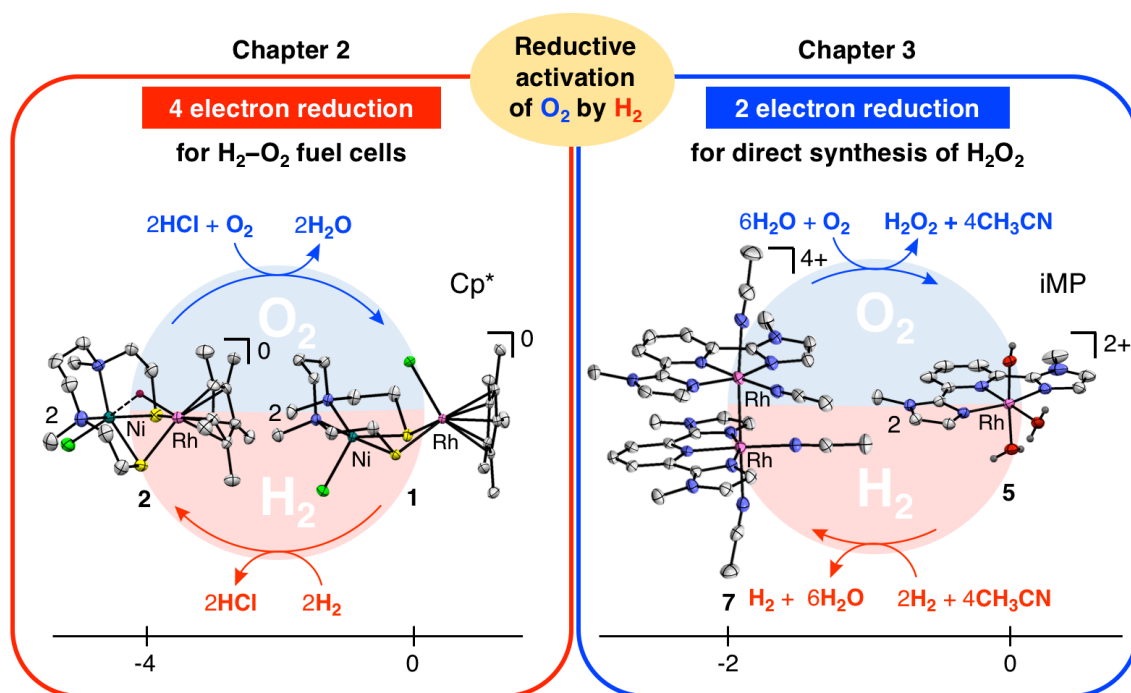 Chapter 2
Reductive
activation
of O₂ by H₂
Chapter 3
4 electron reduction
for H₂–O₂ fuel cells
2HCl + O₂
2H₂O
Cp*
O₂
0
0
2
Ni
Rh
2
Ni
Rh
2
1
H₂
2HCl
2H₂
-4
0
2 electron reduction
for direct synthesis of H₂O₂
6H₂O + O₂
H₂O₂ + 4CH₃CN
4+
iMP
O₂
2+
Rh
Rh
2
Rh
5
H₂
7
H₂ + 6H₂O
2H₂ + 4CH₃CN
-2
0